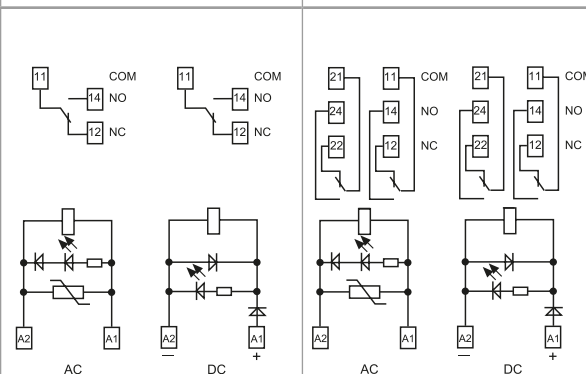 11 COM 11 COM 21 11 COM 21 11 COM
14 NO 14 NO 24 14 NO 24 14 NO
12 NC 12 NC 22 12 NC 22 12 NC
A2 A1 A2 A1 A2 A1 A2 A1
− + − +
AC DC AC DC